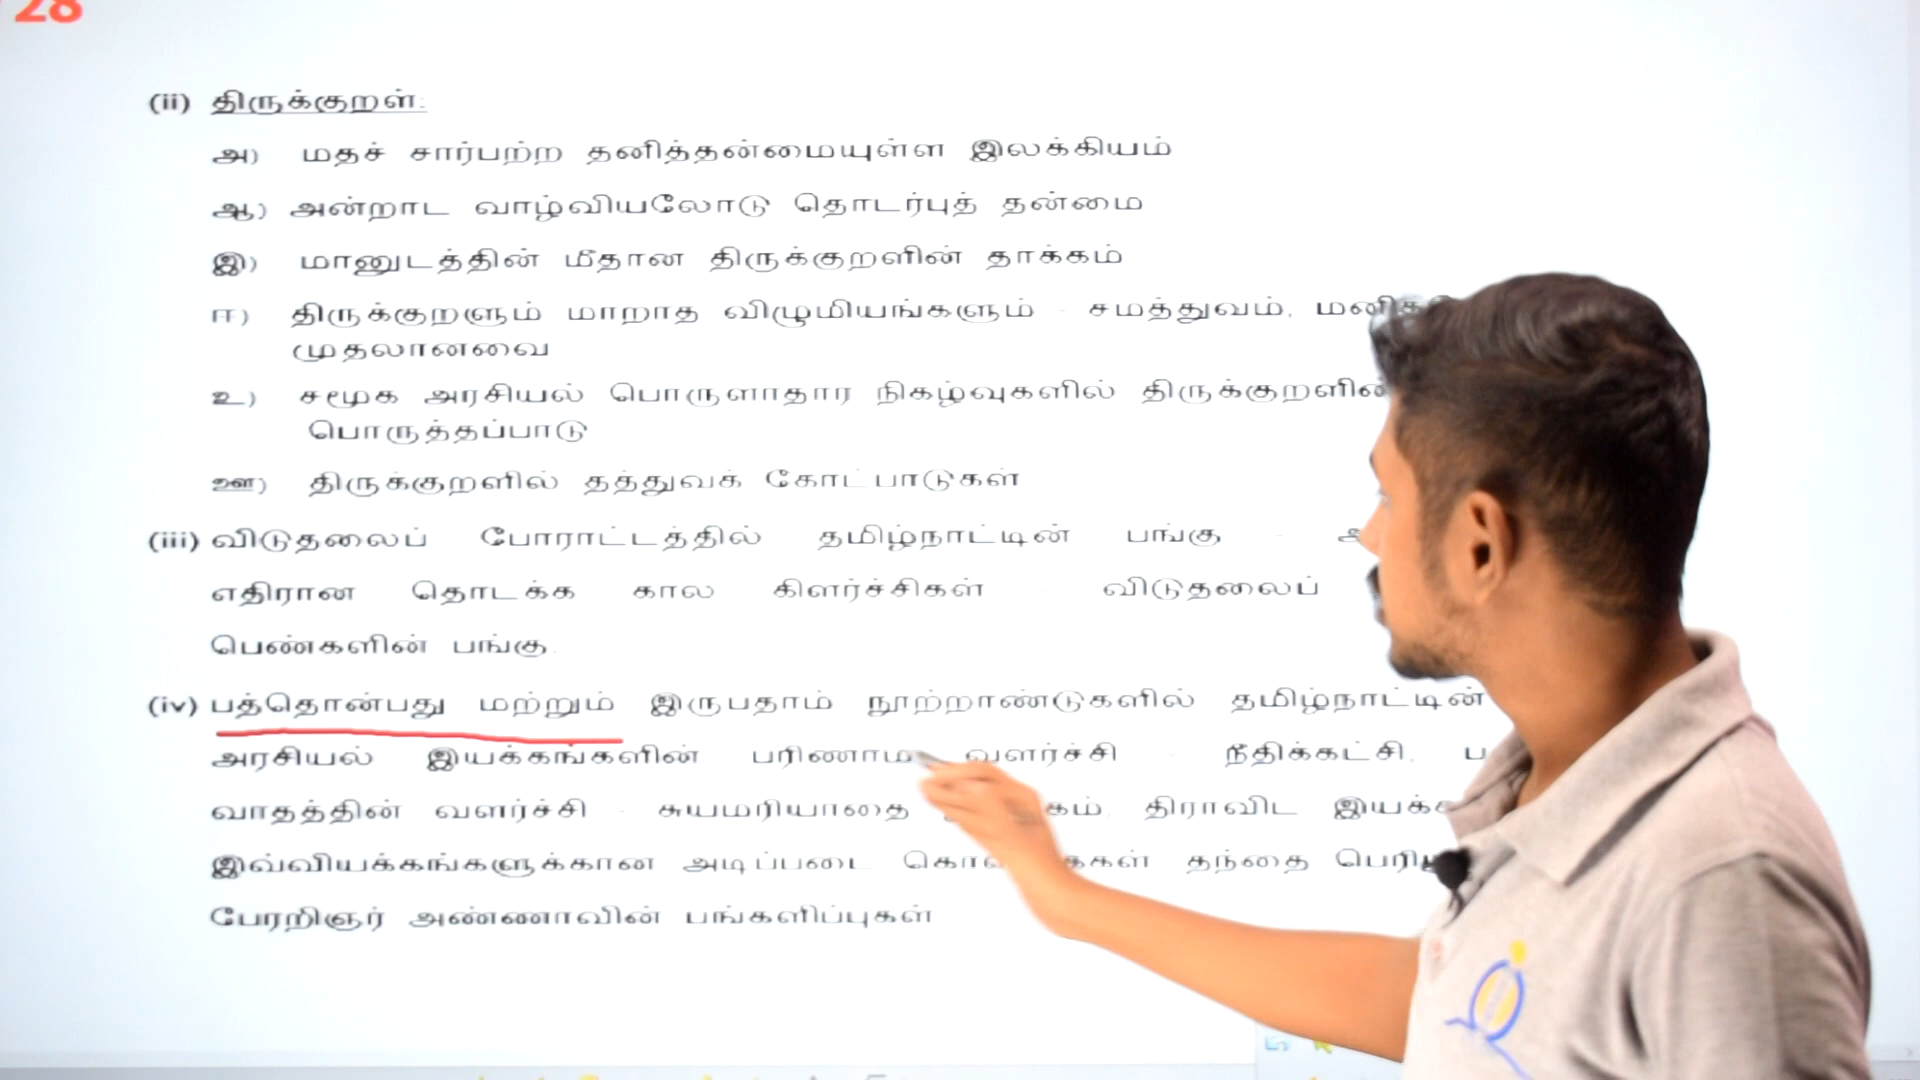 28
(ii) திருக்குறள்:
அ) மதச் சார்பற்ற தனித்தன்மையுள்ள இலக்கியம்
ஆ) அன்றாட வாழ்வியலோடு தொடர்புத் தன்மை
இ) மானுடத்தின் மீதான திருக்குறளின் தாக்கம்
ஈ) திருக்குறளும் மாறாத விழுமியங்களும் - சமத்துவம்,
முதலானவை
உ) சமூக அரசியல் பொருளாதார நிகழ்வுகளில் திருக்குறளின்
பொருத்தப்பாடு
ஊ) திருக்குறளில் தத்துவக் கோட்பாடுகள்
(iii) விடுதலைப் போராட்டத்தில் தமிழ்நாட்டின் பங்கு -
எதிரான தொடக்க கால கிளர்ச்சிகள் - விடுதலைப்
பெண்களின் பங்கு.
(iv) பத்தொன்பது மற்றும் இருபதாம் நூற்றாண்டுகளில் தமிழ்நாட்டின்
அரசியல் இயக்கங்களின் பரிணாம வளர்ச்சி - நீதிக்கட்சி,
வாதத்தின் வளர்ச்சி - சுயமரியாதை திராவிட
இவ்வியக்கங்களுக்கான அடிப்படை தந்தை
பேரறிஞர் அண்ணாவின் பங்களிப்புகள்